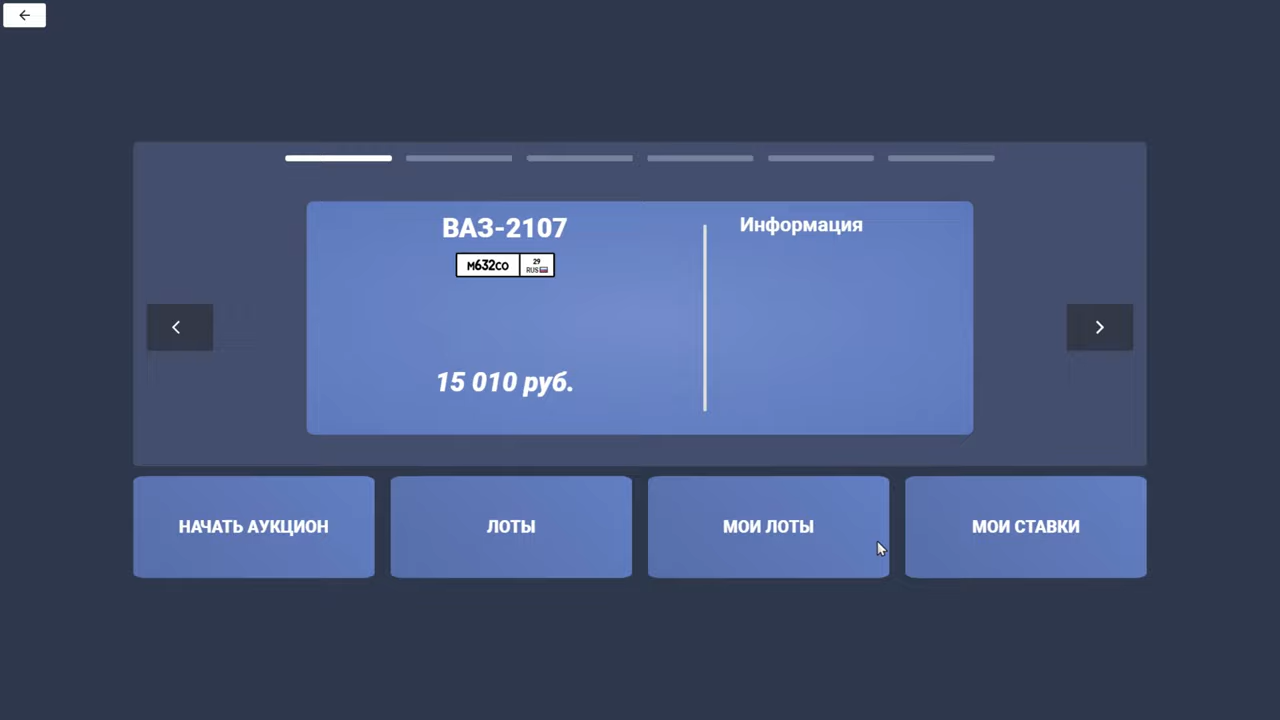 ВАЗ-2107
Информация
м632со
29
RUS
15 010 руб.
НАЧАТЬ АУКЦИОН
ЛОТЫ
МОИ ЛОТЫ
МОИ СТАВКИ